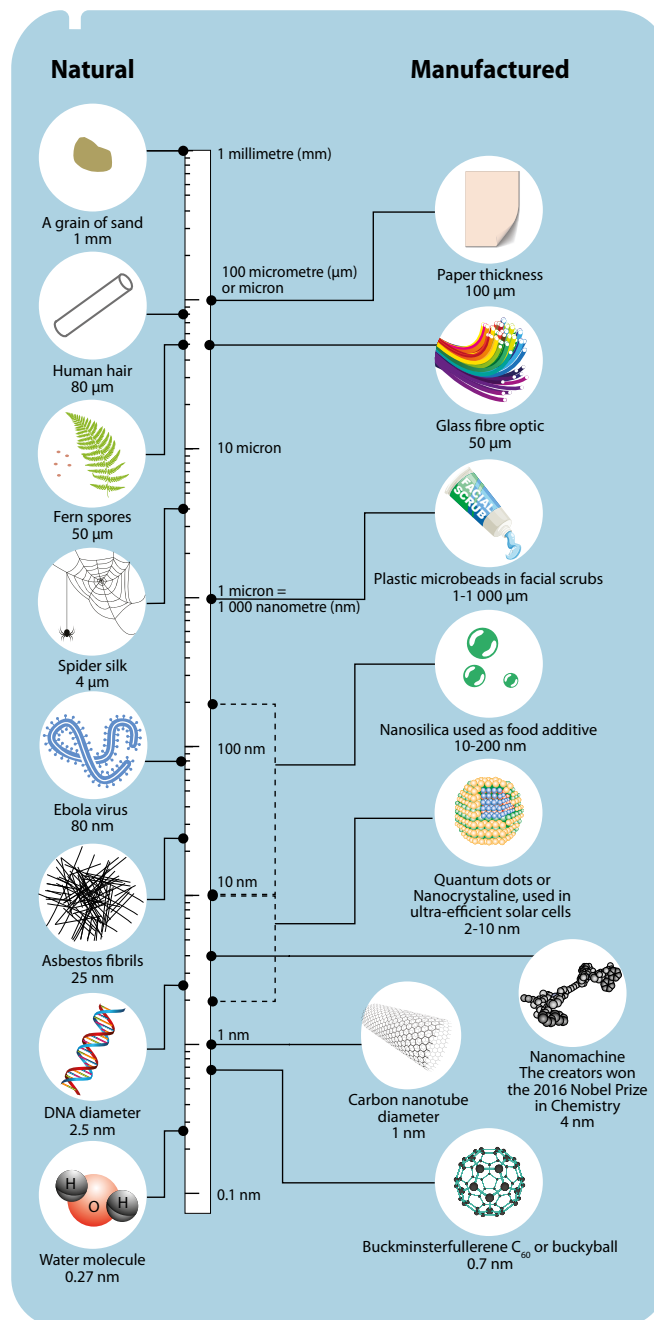 Natural
Manufactured
A grain of sand
1 mm
Human hair
80 µm
Fern spores
50 µm
Spider silk
4 µm
Ebola virus
80 nm
Asbestos fibrils
25 nm
DNA diameter
2.5 nm
H
O
H
Water molecule
0.27 nm
1 millimetre (mm)
100 micrometre (µm)
or micron
10 micron
1 micron =
1 000 nanometre (nm)
100 nm
10 nm
1 nm
0.1 nm
Paper thickness
100 µm
Glass fibre optic
50 µm
FACIAL
SCRUB
Plastic microbeads in facial scrubs
1-1 000 µm
Nanosilica used as food additive
10-200 nm
Quantum dots or
Nanocrystaline, used in
ultra-efficient solar cells
2-10 nm
Nanomachine
The creators won
the 2016 Nobel Prize
in Chemistry
4 nm
Carbon nanotube
diameter
1 nm
Buckminsterfullerene C₆₀ or buckyball
0.7 nm